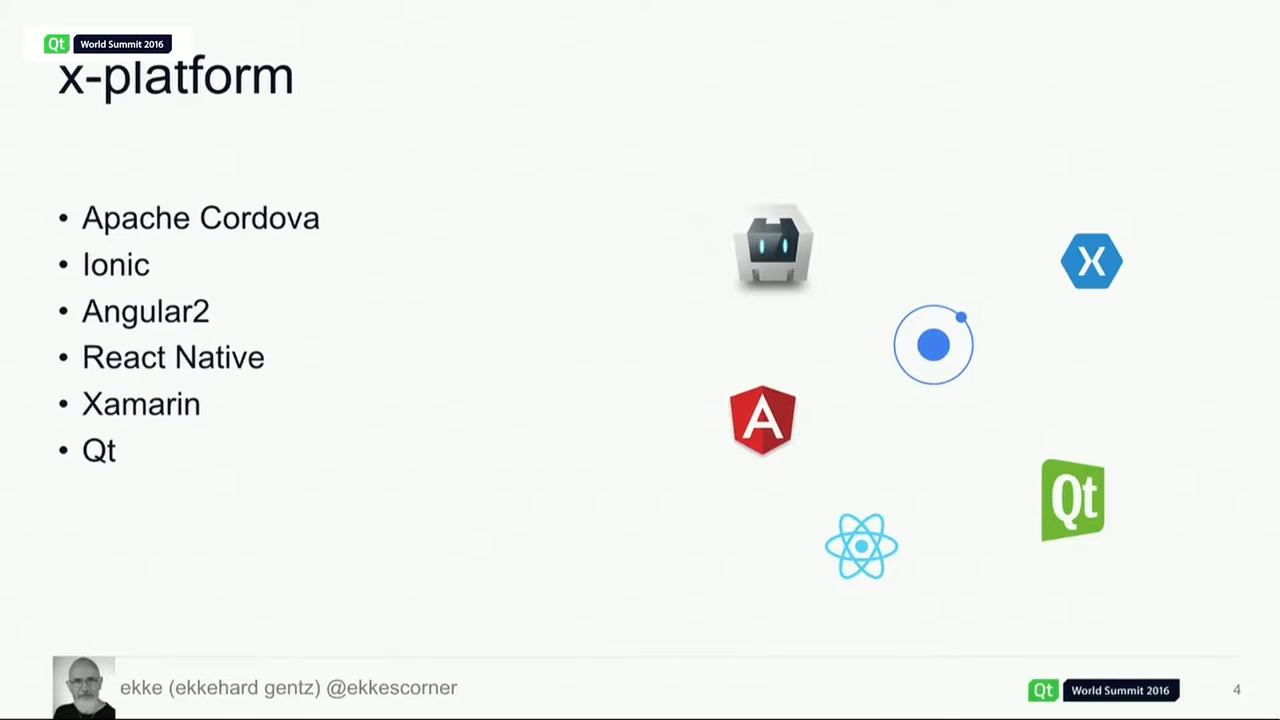 Qt World Summit 2016
x-platform
• Apache Cordova
• Ionic
• Angular2
• React Native
• Xamarin
• Qt
X
A
Qt
ekke (ekkehard gentz) @ekkescorner
Qt World Summit 2016
4